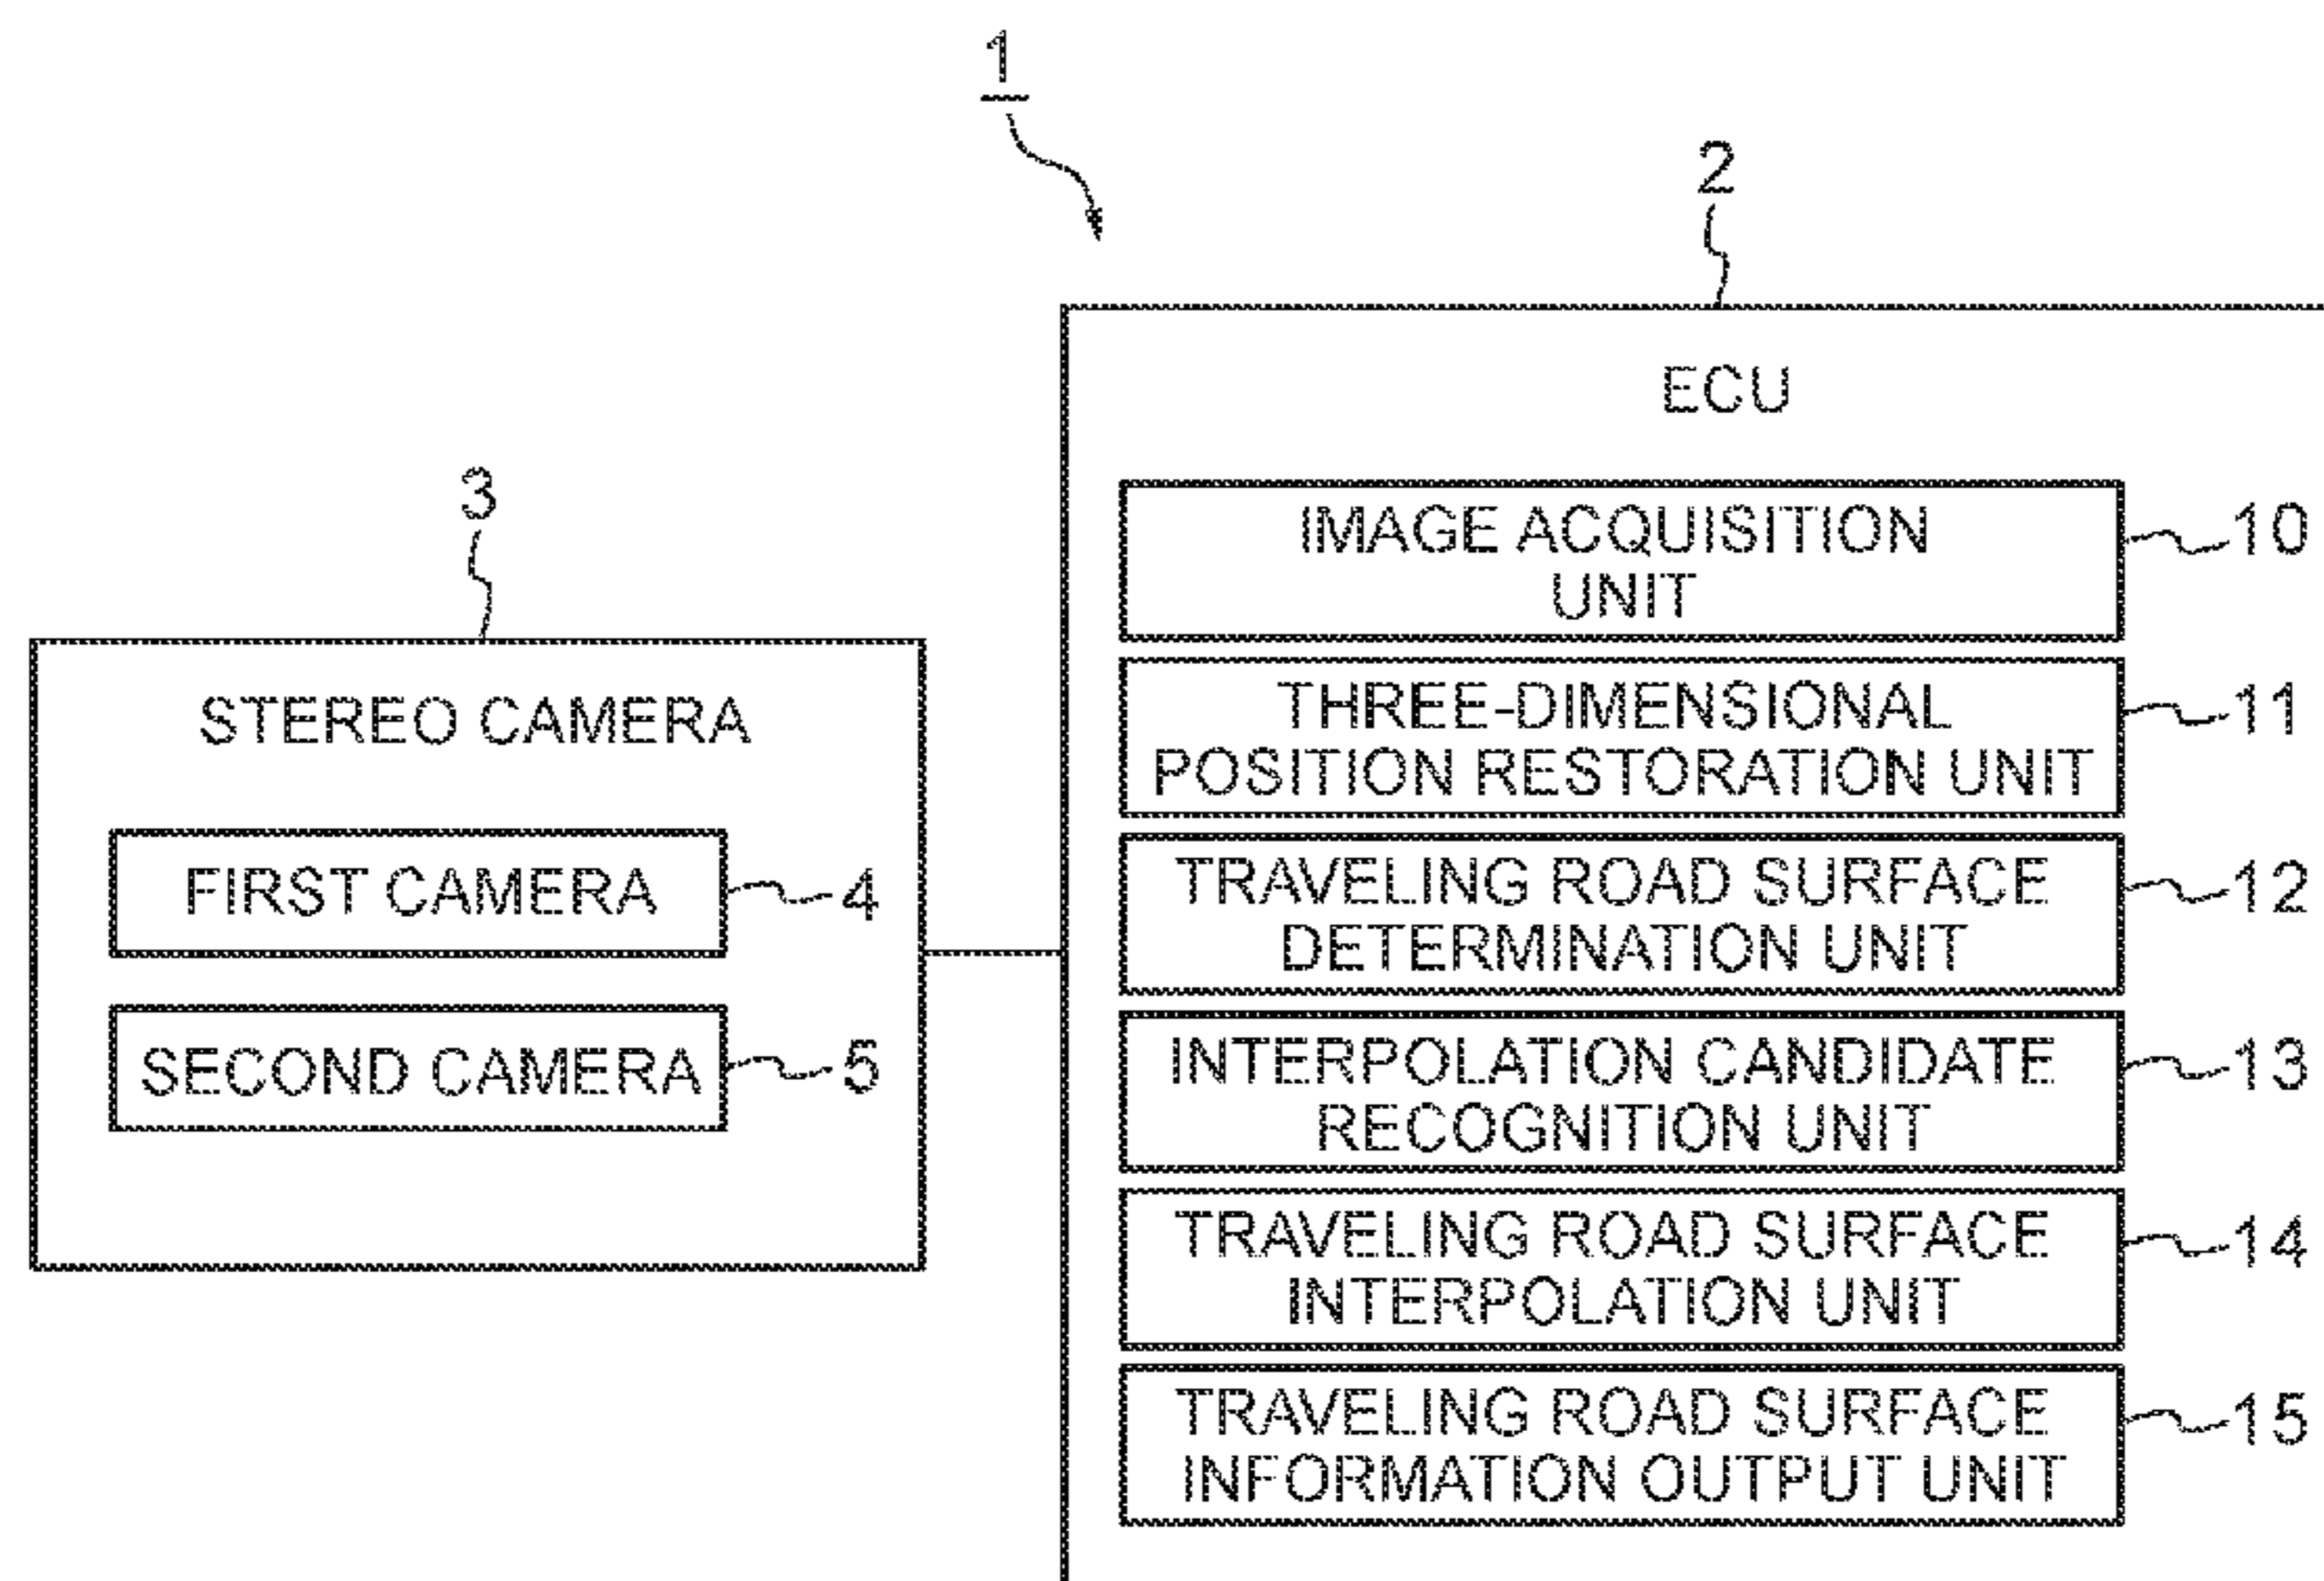 1
2
ECU
3
STEREO CAMERA
FIRST CAMERA
4
SECOND CAMERA
5
IMAGE ACQUISITION
UNIT
10
THREE-DIMENSIONAL
POSITION RESTORATION UNIT
11
TRAVELING ROAD SURFACE
DETERMINATION UNIT
12
INTERPOLATION CANDIDATE
RECOGNITION UNIT
13
TRAVELING ROAD SURFACE
INTERPOLATION UNIT
14
TRAVELING ROAD SURFACE
INFORMATION OUTPUT UNIT
15